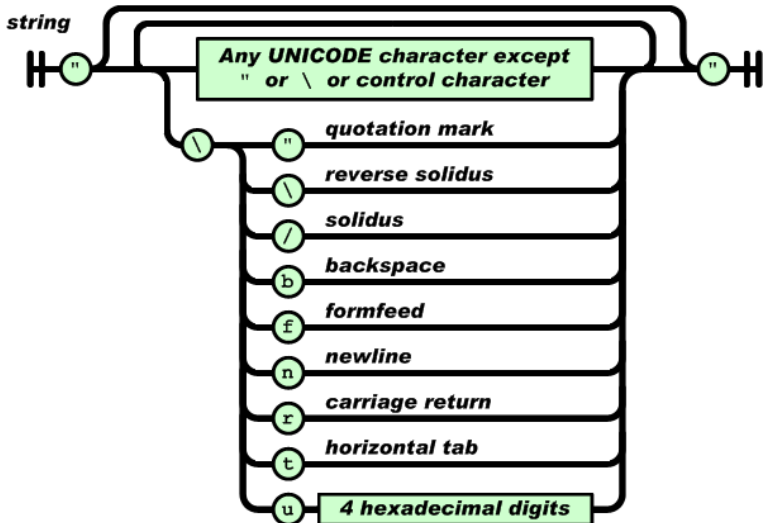 string
" Any UNICODE character except "
" or \ or control character
\ " quotation mark
\ reverse solidus
/ solidus
b backspace
f formfeed
n newline
r carriage return
t horizontal tab
u 4 hexadecimal digits